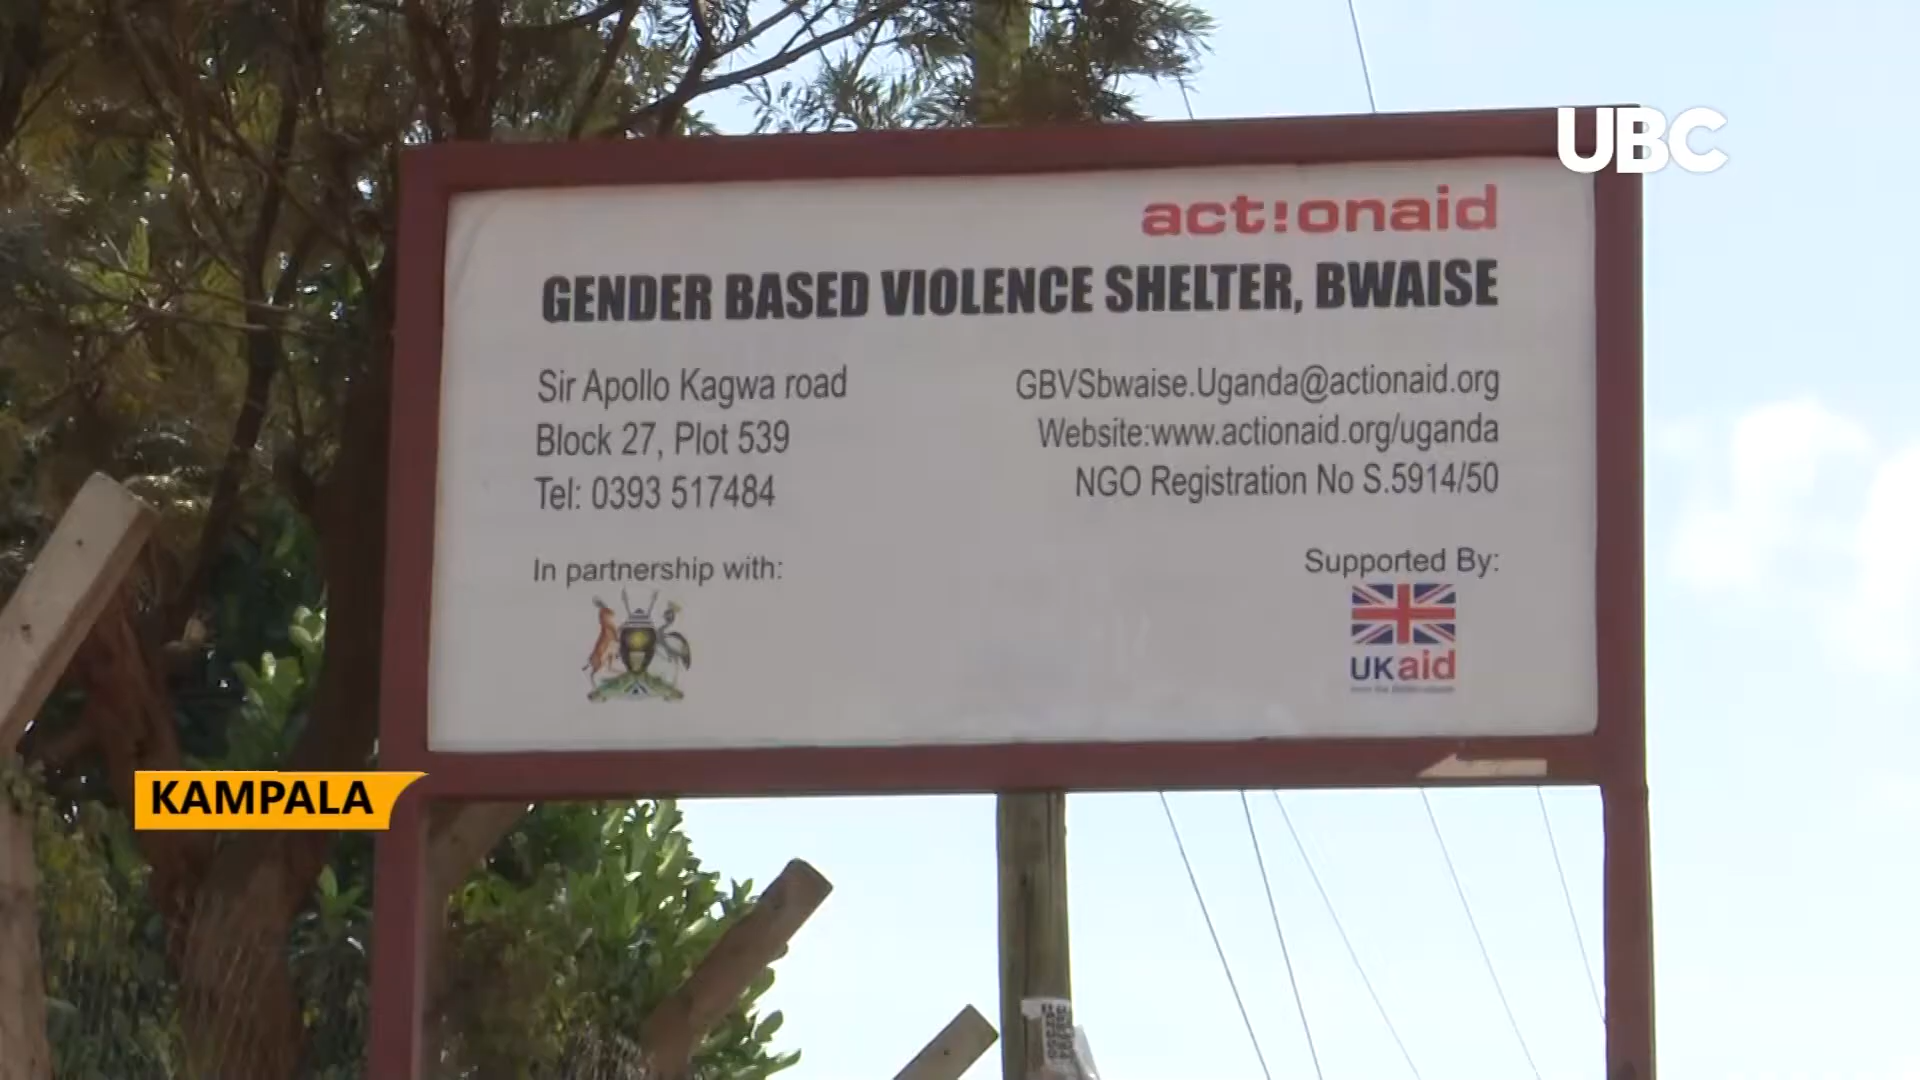 UBC
act!onaid
GENDER BASED VIOLENCE SHELTER, BWAISE
Sir Apollo Kagwa road
Block 27, Plot 539
Tel: 0393 517484
GBVSbwaise.Uganda@actionaid.org
Website:www.actionaid.org/uganda
NGO Registration No S.5914/50
In partnership with:
Supported By:
UKaid
KAMPALA